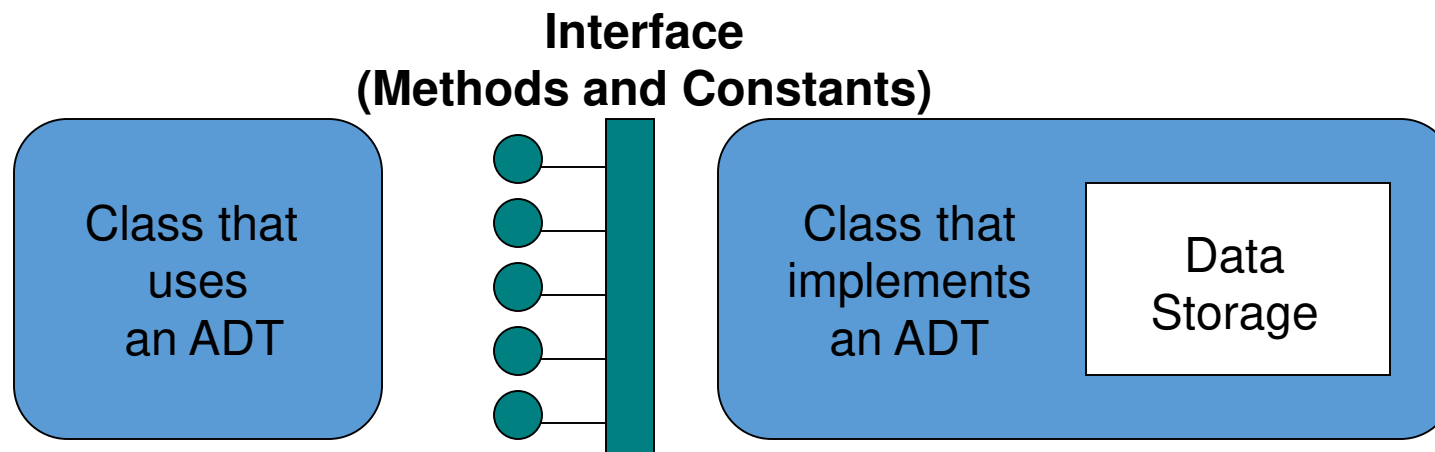 Interface
(Methods and Constants)
Class that
uses
an ADT
Class that
implements
an ADT
Data
Storage